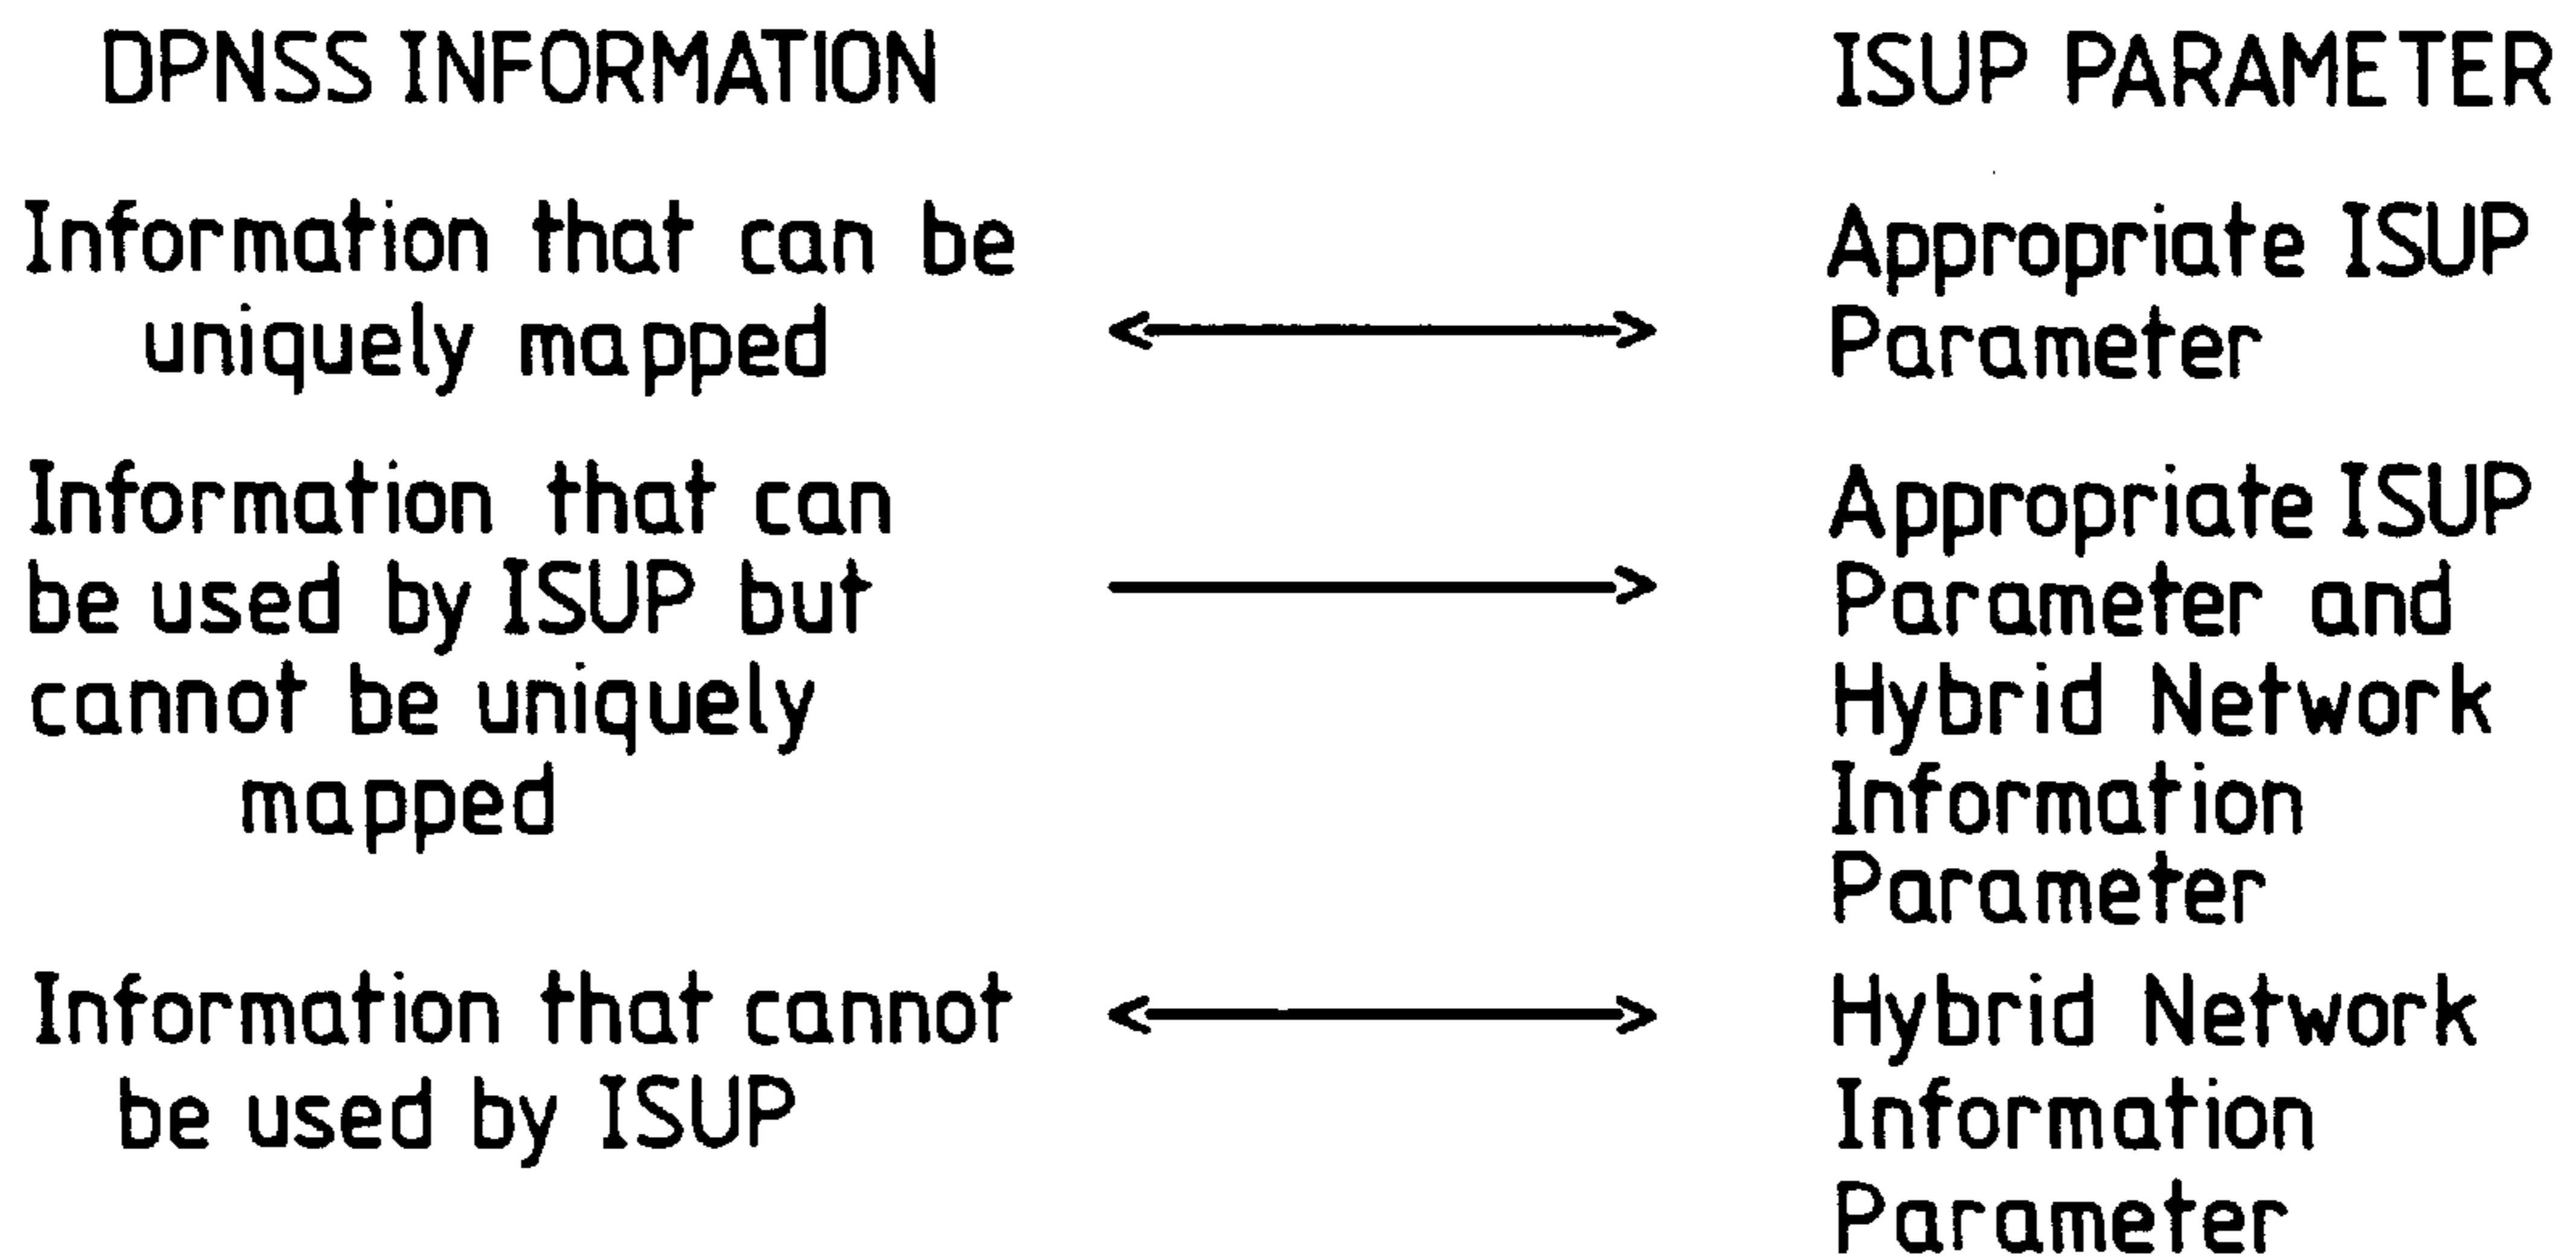 DPNSS INFORMATION
ISUP PARAMETER
Information that can be
uniquely mapped
Appropriate ISUP
Parameter
Information that can
be used by ISUP but
cannot be uniquely
mapped
Appropriate ISUP
Parameter and
Hybrid Network
Information
Parameter
Information that cannot
be used by ISUP
Hybrid Network
Information
Parameter